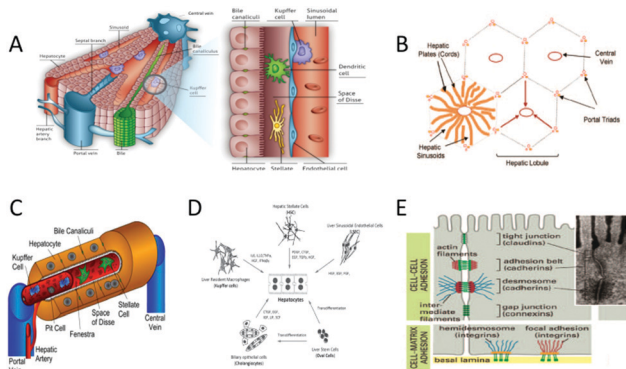 A
Central vein
Sinusoid
Septal branch
Hepatocyte
Bile canaliculus
Kupffer cell
Hepatic artery branch
Portal vein
Bile
Bile canaliculi
Kupffer cell
Sinusoidal lumen
Dendritic cell
Space of Disse
Hepatocyte
Stellate
Endothelial cell
B
Hepatic
Plates (Cords)
Central
Vein
Portal Triads
Hepatic
Sinusoids
Hepatic Lobule
C
Bile Canaliculi
Hepatocyte
Kupffer
Cell
Pit Cell
Fenestra
Space
of Disse
Stellate
Cell
Central
Vein
Hepatic
Artery
Portal
D
Hepatic Stellate Cells
(HSC)
Liver Sinusoidal Endothelial Cells
Liver Resident Macrophages
(Kupffer cells)
Hepatocytes
Transdifferentiation
Biliary epithelial cells
(Cholangiocytes)
Liver Stem Cells
(Oval Cells)
E
CELL-CELL
ADHESION
CELL-MATRIX
ADHESION
actin
filaments
inter-
mediate
filaments
tight junction
(claudins)
adhesion belt
(cadherins)
desmosome
(cadherins)
gap junction
(connexins)
hemidesmosome
(integrins)
focal adhesion
(integrins)
basal lamina